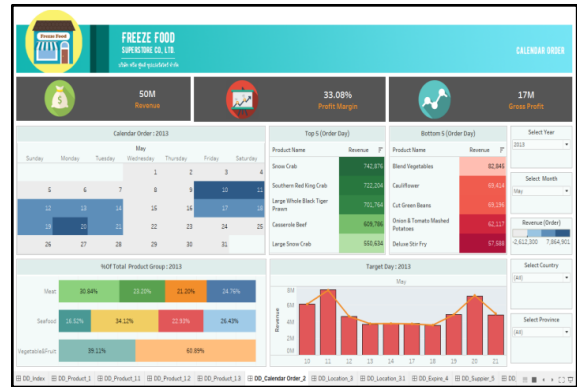 Freeze Food
FREEZE FOOD
SUPERSTORE CO., LTD.
CALENDAR ORDER
50M
Revenue
33.08%
Profit Margin
17M
Gross Profit
Calendar Order : 2013
May
Sunday Monday Tuesday Wednesday Thursday Friday Saturday
1 2 3 4
5 6 7 8 9 10 11
12 13 14 15 16 17 18
19 20 21 22 23 24 25
26 27 28 29 30 31
Top 5 (Order Day)
Product Name Revenue
Snow Crab 742,876
Southern Red King Crab 722,204
Large Whole Black Tiger
Prawn 701,764
Casserole Beef 609,786
Large Snow Crab 550,634
Bottom 5 (Order Day)
Product Name Revenue
Blend Vegetables 82,845
Cauliflower 69,414
Cut Green Beans 69,196
Onion & Tomato Mashed
Potatoes 62,117
Deluxe Stir Fry 57,588
Select Year
2013
Select Month
May
Revenue (Order)
-2,612,300 7,864,901
Select Country
(All)
Select Province
(All)
%Of Total Product Group : 2013
Meat 30.84% 23.20% 21.20% 24.76%
Seafood 16.52% 34.12% 22.93% 26.43%
Vegetable&Fruit 39.11% 60.89%
Target Day : 2013
May
Revenue
8M
6M
4M
2M
0M
10 11 12 13 14 15 16 17 18 19 20 21
DD_Index DD_Product_1 DD_Product_1.1 DD_Product_1.2 DD_Product_1.3 DD_Calendar Order_2 DD_Location_3 DD_Location_3.1 DD_Expire_4 DD_Suppier_5 DD